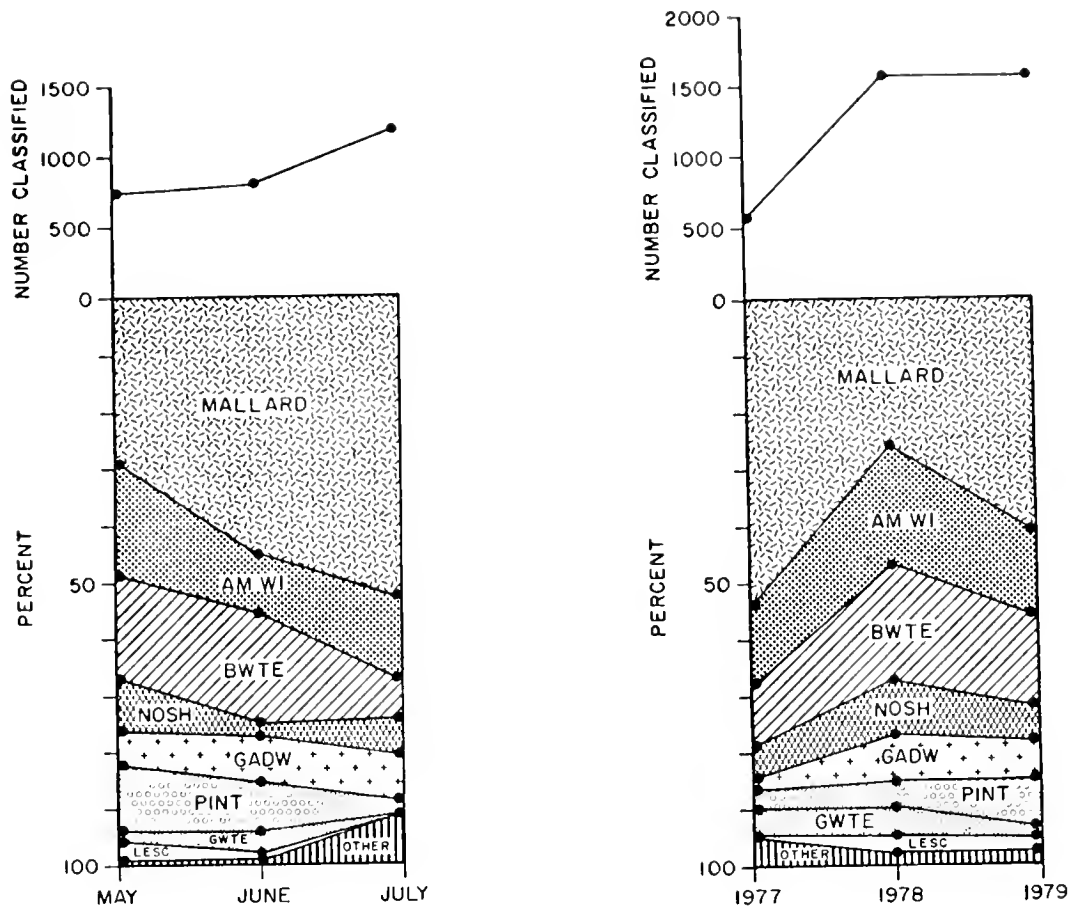 1500
1000
500
0
50
100
NUMBER CLASSIFIED
PERCENT
MALLARD
AM WI
BWTE
NOSH
GADW
PINT
GWTE
LESC
OTHER
MAY JUNE JULY
2000
1500
1000
500
0
50
100
NUMBER CLASSIFIED
PERCENT
MALLARD
AM WI
BWTE
NOSH
GADW
PINT
GWTE
LESC
OTHER
1977 1978 1979